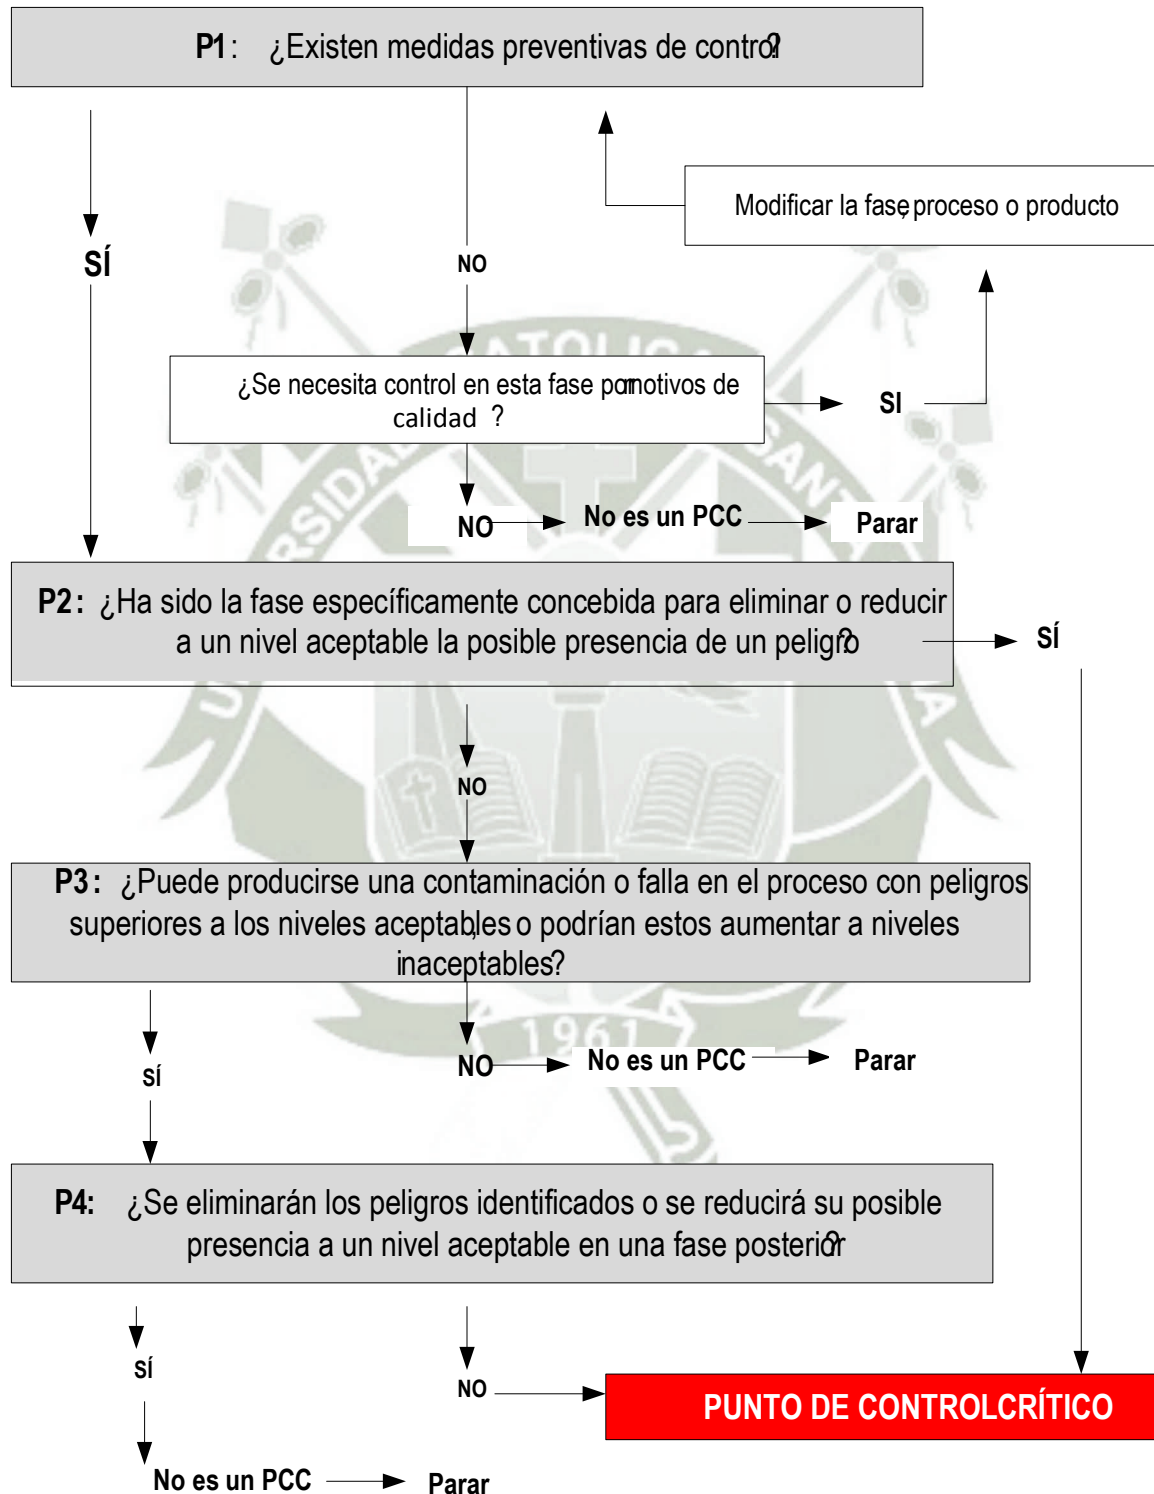 P1: ¿Existen medidas preventivas de control?
Modificar la fase, proceso o producto
SÍ
NO
¿Se necesita control en esta fase por motivos de
calidad ?
SI
NO
No es un PCC
Parar
P2: ¿Ha sido la fase específicamente concebida para eliminar o reducir
a un nivel aceptable la posible presencia de un peligro?
SÍ
NO
P3: ¿Puede producirse una contaminación o falla en el proceso con peligros
superiores a los niveles aceptables, o podrían estos aumentar a niveles
inaceptables?
1961
SÍ
NO
No es un PCC
Parar
P4: ¿Se eliminarán los peligros identificados o se reducirá su posible
presencia a un nivel aceptable en una fase posterior?
SÍ
NO
PUNTO DE CONTROLCRÍTICO
No es un PCC
Parar